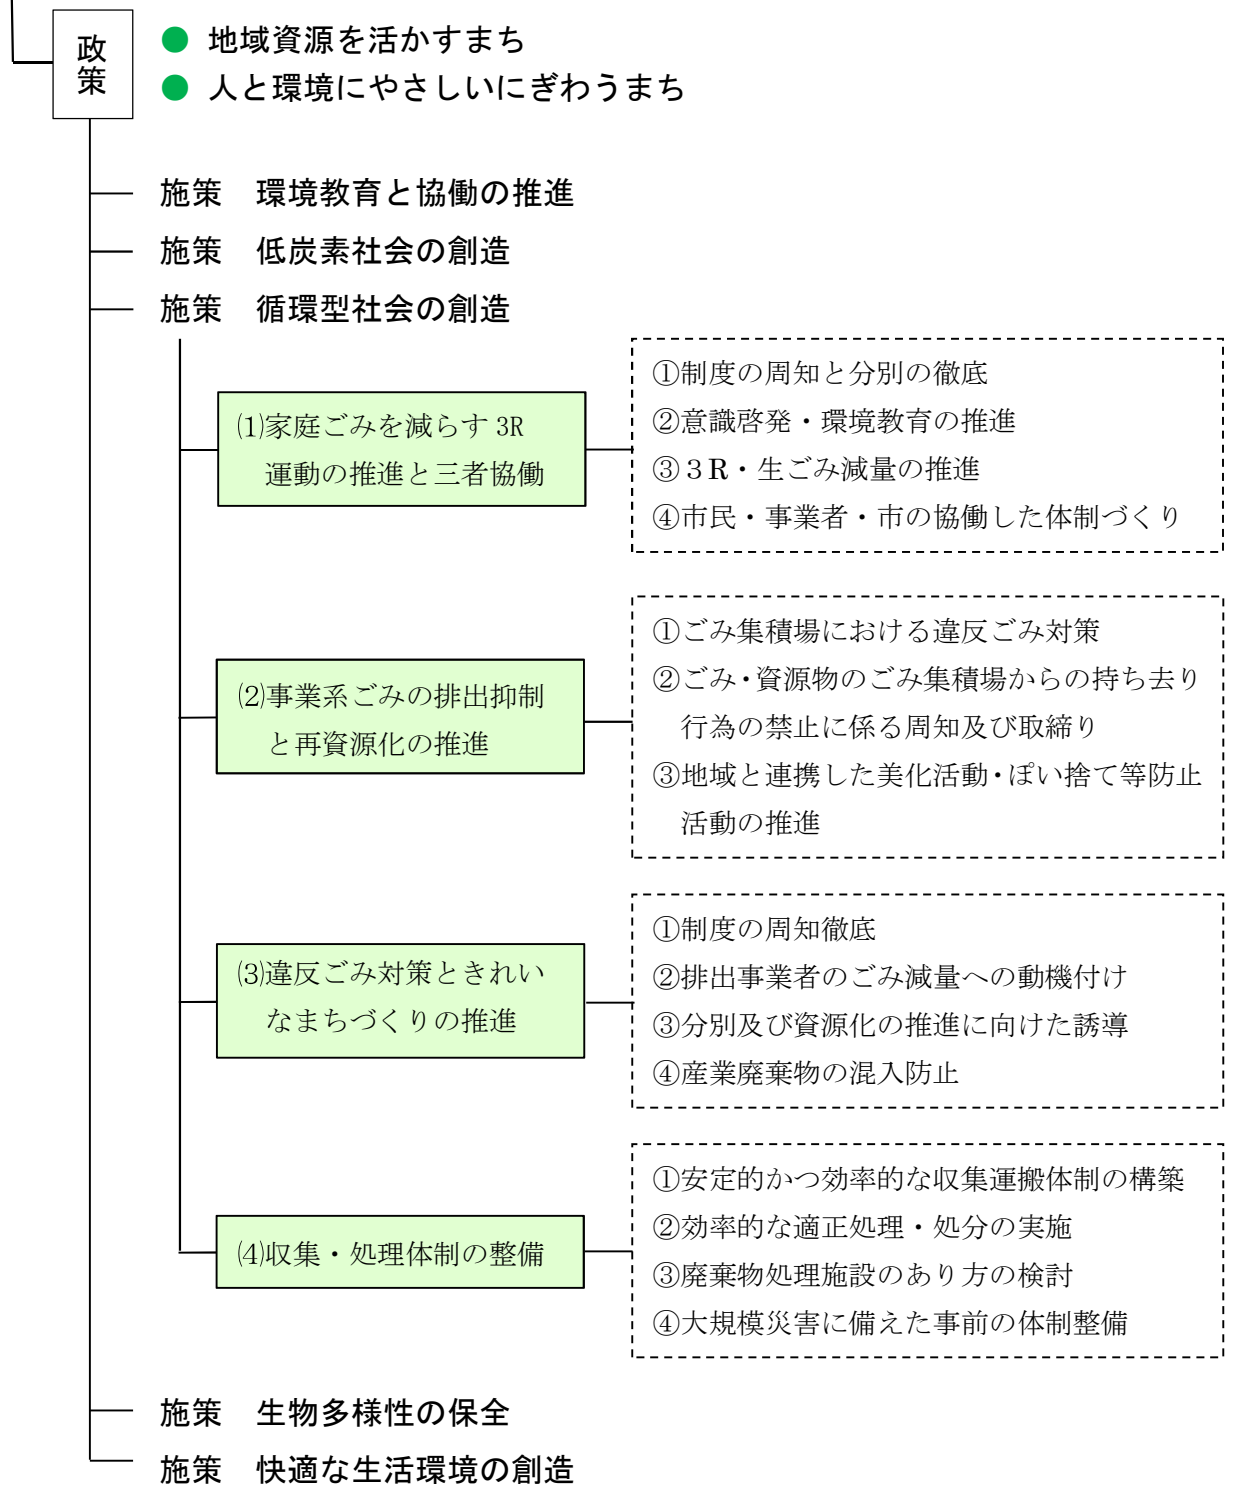 政策
● 地域資源を活かすまち
● 人と環境にやさしいにぎわうまち
施策　環境教育と協働の推進
施策　低炭素社会の創造
施策　循環型社会の創造
⑴家庭ごみを減らす 3R
運動の推進と三者協働
①制度の周知と分別の徹底
②意識啓発・環境教育の推進
③３R・生ごみ減量の推進
④市民・事業者・市の協働した体制づくり
⑵事業系ごみの排出抑制
と再資源化の推進
①ごみ集積場における違反ごみ対策
②ごみ・資源物のごみ集積場からの持ち去り
行為の禁止に係る周知及び取締り
③地域と連携した美化活動・ぽい捨て等防止
活動の推進
⑶違反ごみ対策ときれい
なまちづくりの推進
①制度の周知徹底
②排出事業者のごみ減量への動機付け
③分別及び資源化の推進に向けた誘導
④産業廃棄物の混入防止
⑷収集・処理体制の整備
①安定的かつ効率的な収集運搬体制の構築
②効率的な適正処理・処分の実施
③廃棄物処理施設のあり方の検討
④大規模災害に備えた事前の体制整備
施策　生物多様性の保全
施策　快適な生活環境の創造